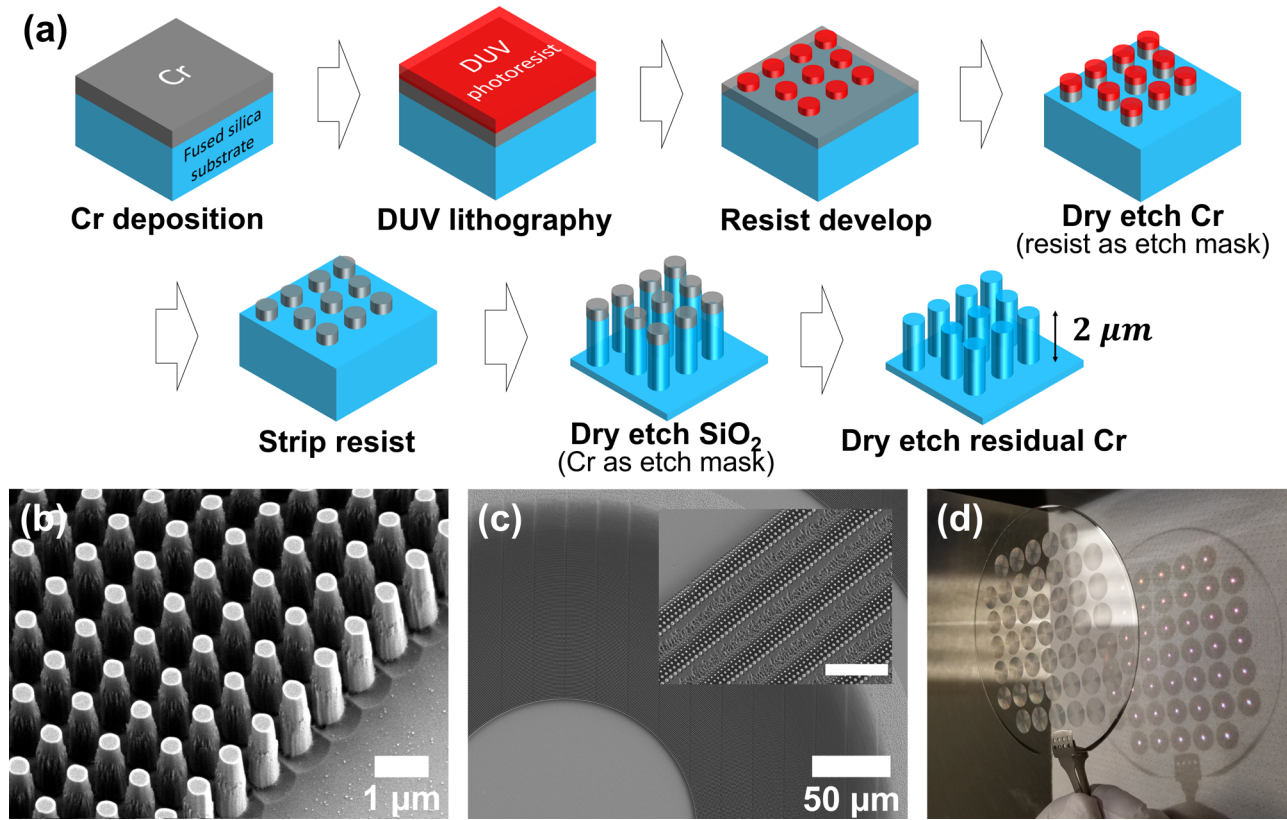 (a)
Cr
Fused silica
substrate
DUV
photoresist
Cr deposition
DUV lithography
Resist develop
Dry etch Cr
(resist as etch mask)
Strip resist
Dry etch SiO₂
(Cr as etch mask)
2 μm
Dry etch residual Cr
(b)
1 μm
(c)
50 μm
(d)